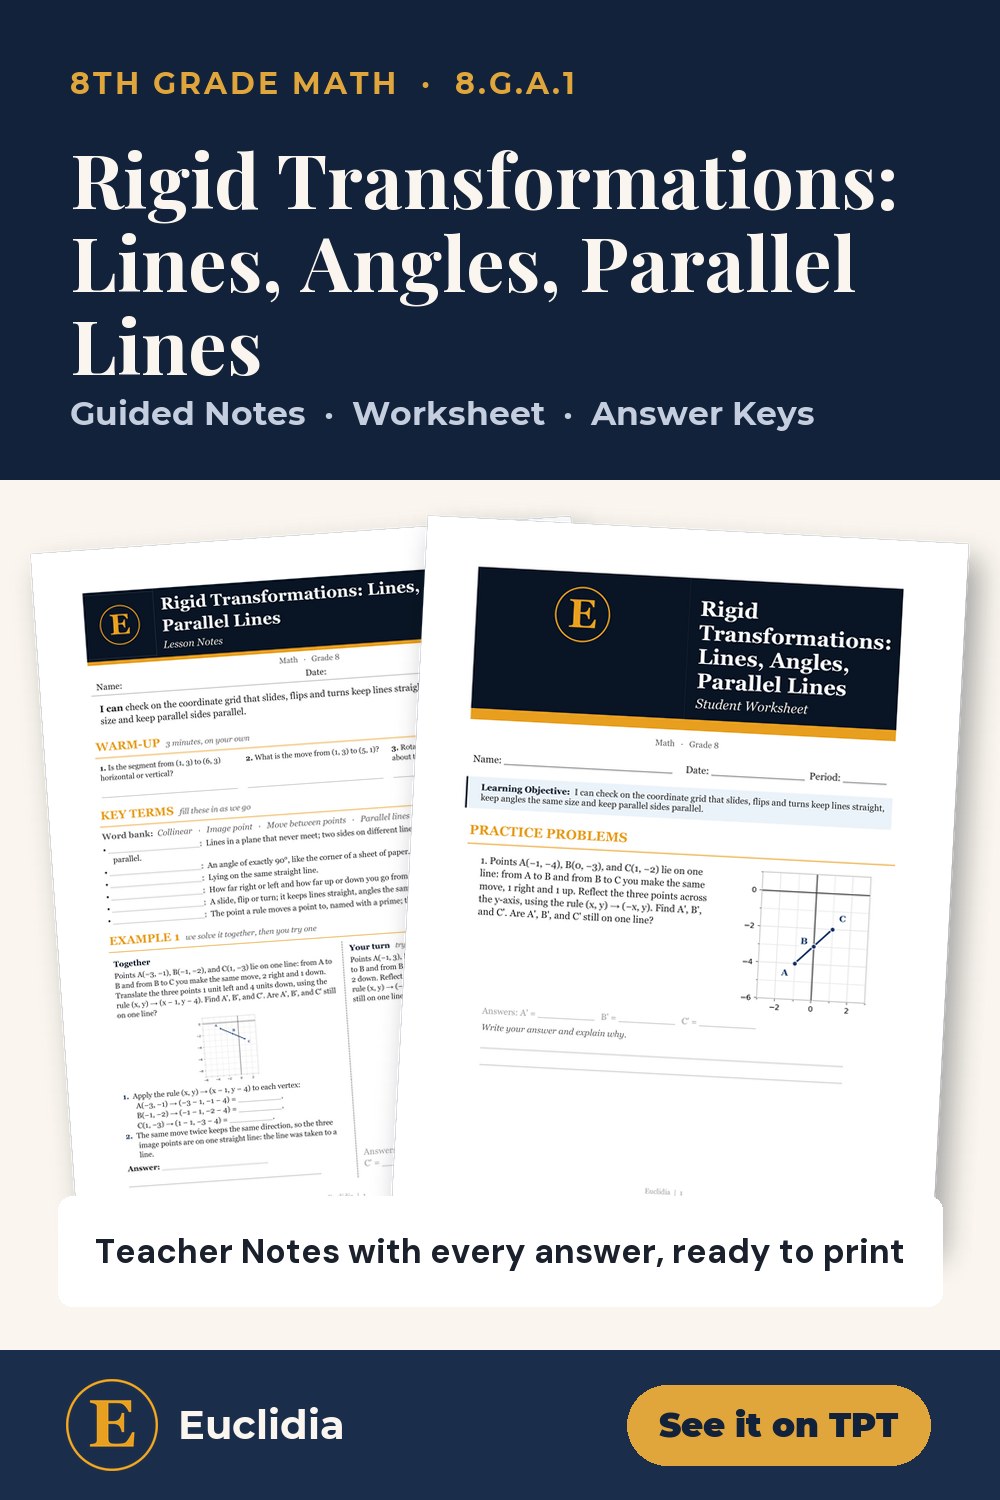 8TH GRADE MATH · 8.G.A.1
Rigid Transformations:
Lines, Angles, Parallel
Lines
Guided Notes · Worksheet · Answer Keys
E
Rigid Transformations: Lines,
Parallel Lines
Lesson Notes
Math · Grade 8
Name:
Date:
I can check on the coordinate grid that slides, flips and turns keep lines
size and keep parallel sides parallel.
WARM-UP 3 minutes, on your own
1. Is the segment from (1, 3) to (6, 3)
horizontal or vertical?
2. What is the move from (1, 3) to (5, 1)?
3.
KEY TERMS fill these in as we go
Word bank: Collinear · Image point · Move between points · Parallel lines
: Lines in a plane that never meet; two sides on different
parallel.
: An angle of exactly 90°, like the corner of a sheet of paper.
: Lying on the same straight line.
: How far right or left and how far up or down you go from
: A slide, flip or turn; it keeps lines straight, angles the
: The point a rule moves a point to, named with a prime;
EXAMPLE 1 we solve it together, then you try one
Together
Points A(−3, −1), B(−1, −2), and C(1, −3) lie on one line: from A to
B and from B to C you make the same move, 2 right and 1 down.
Translate the three points 1 unit left and 4 units down, using the
rule (x, y) → (x − 1, y − 4). Find A′, B′, and C′. Are A′, B′, and C′ still
on one line?
1. Apply the rule (x, y) → (x − 1, y − 4) to each vertex:
A(−3, −1) → (−3 − 1, −1 − 4) = .
B(−1, −2) → (−1 − 1, −2 − 4) = .
C(1, −3) → (1 − 1, −3 − 4) = .
2. The same move twice keeps the same direction, so the three
image points are on one straight line: the line was taken to a
line.
Answer:
Your turn
Points A(−1, 3),
to B and from B
2 down. Reflect
rule (x, y) → (−
still on one line
C′ =
E
Rigid
Transformations:
Lines, Angles,
Parallel Lines
Student Worksheet
Math · Grade 8
Name: Date: Period:
Learning Objective: I can check on the coordinate grid that slides, flips and turns keep lines straight,
keep angles the same size and keep parallel sides parallel.
PRACTICE PROBLEMS
1. Points A(−1, −4), B(0, −3), and C(1, −2) lie on one
line: from A to B and from B to C you make the same
move, 1 right and 1 up. Reflect the three points across
the y-axis, using the rule (x, y) → (−x, y). Find A′, B′,
and C′. Are A′, B′, and C′ still on one line?
0
−2
−4
−6
C
B
A
−2 0 2
Answers: A′ = B′ = C′ =
Write your answer and explain why.
Euclidia | 1
Teacher Notes with every answer, ready to print
E
Euclidia
See it on TPT